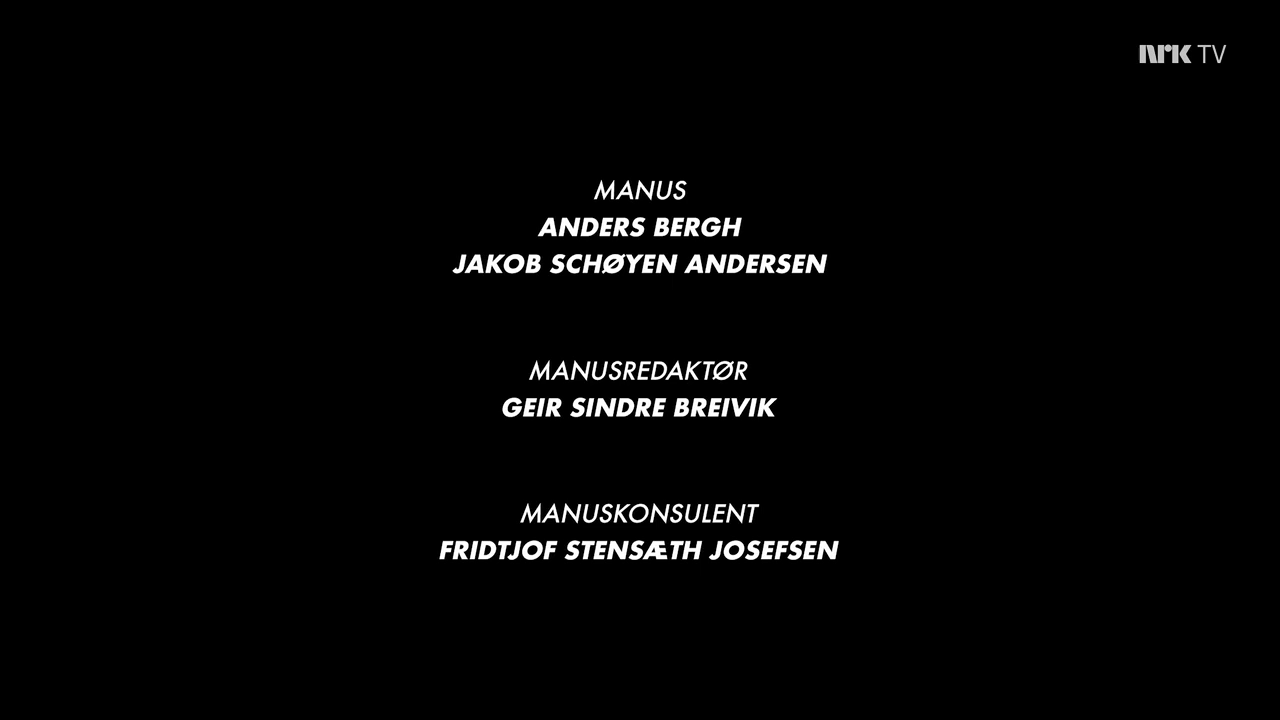 NRK TV
MANUS
ANDERS BERGH
JAKOB SCHØYEN ANDERSEN
MANUSREDAKTØR
GEIR SINDRE BREIVIK
MANUSKONSULENT
FRIDTJOF STENSÆTH JOSEFSEN